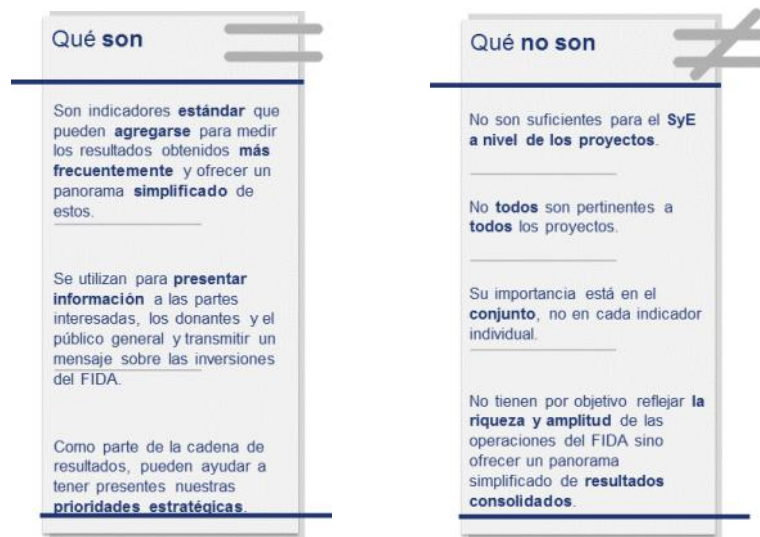 Qué son
Son indicadores estándar que
pueden agregarse para medir
los resultados obtenidos más
frecuentemente y ofrecer un
panorama simplificado de
estos.
Se utilizan para presentar
información a las partes
interesadas, los donantes y el
público general y transmitir un
mensaje sobre las inversiones
del FIDA.
Como parte de la cadena de
resultados, pueden ayudar a
tener presentes nuestras
prioridades estratégicas.
Qué no son
No son suficientes para el SyE
a nivel de los proyectos.
No todos son pertinentes a
todos los proyectos.
Su importancia está en el
conjunto, no en cada indicador
individual.
No tienen por objetivo reflejar la
riqueza y amplitud de las
operaciones del FIDA sino
ofrecer un panorama
simplificado de resultados
consolidados.